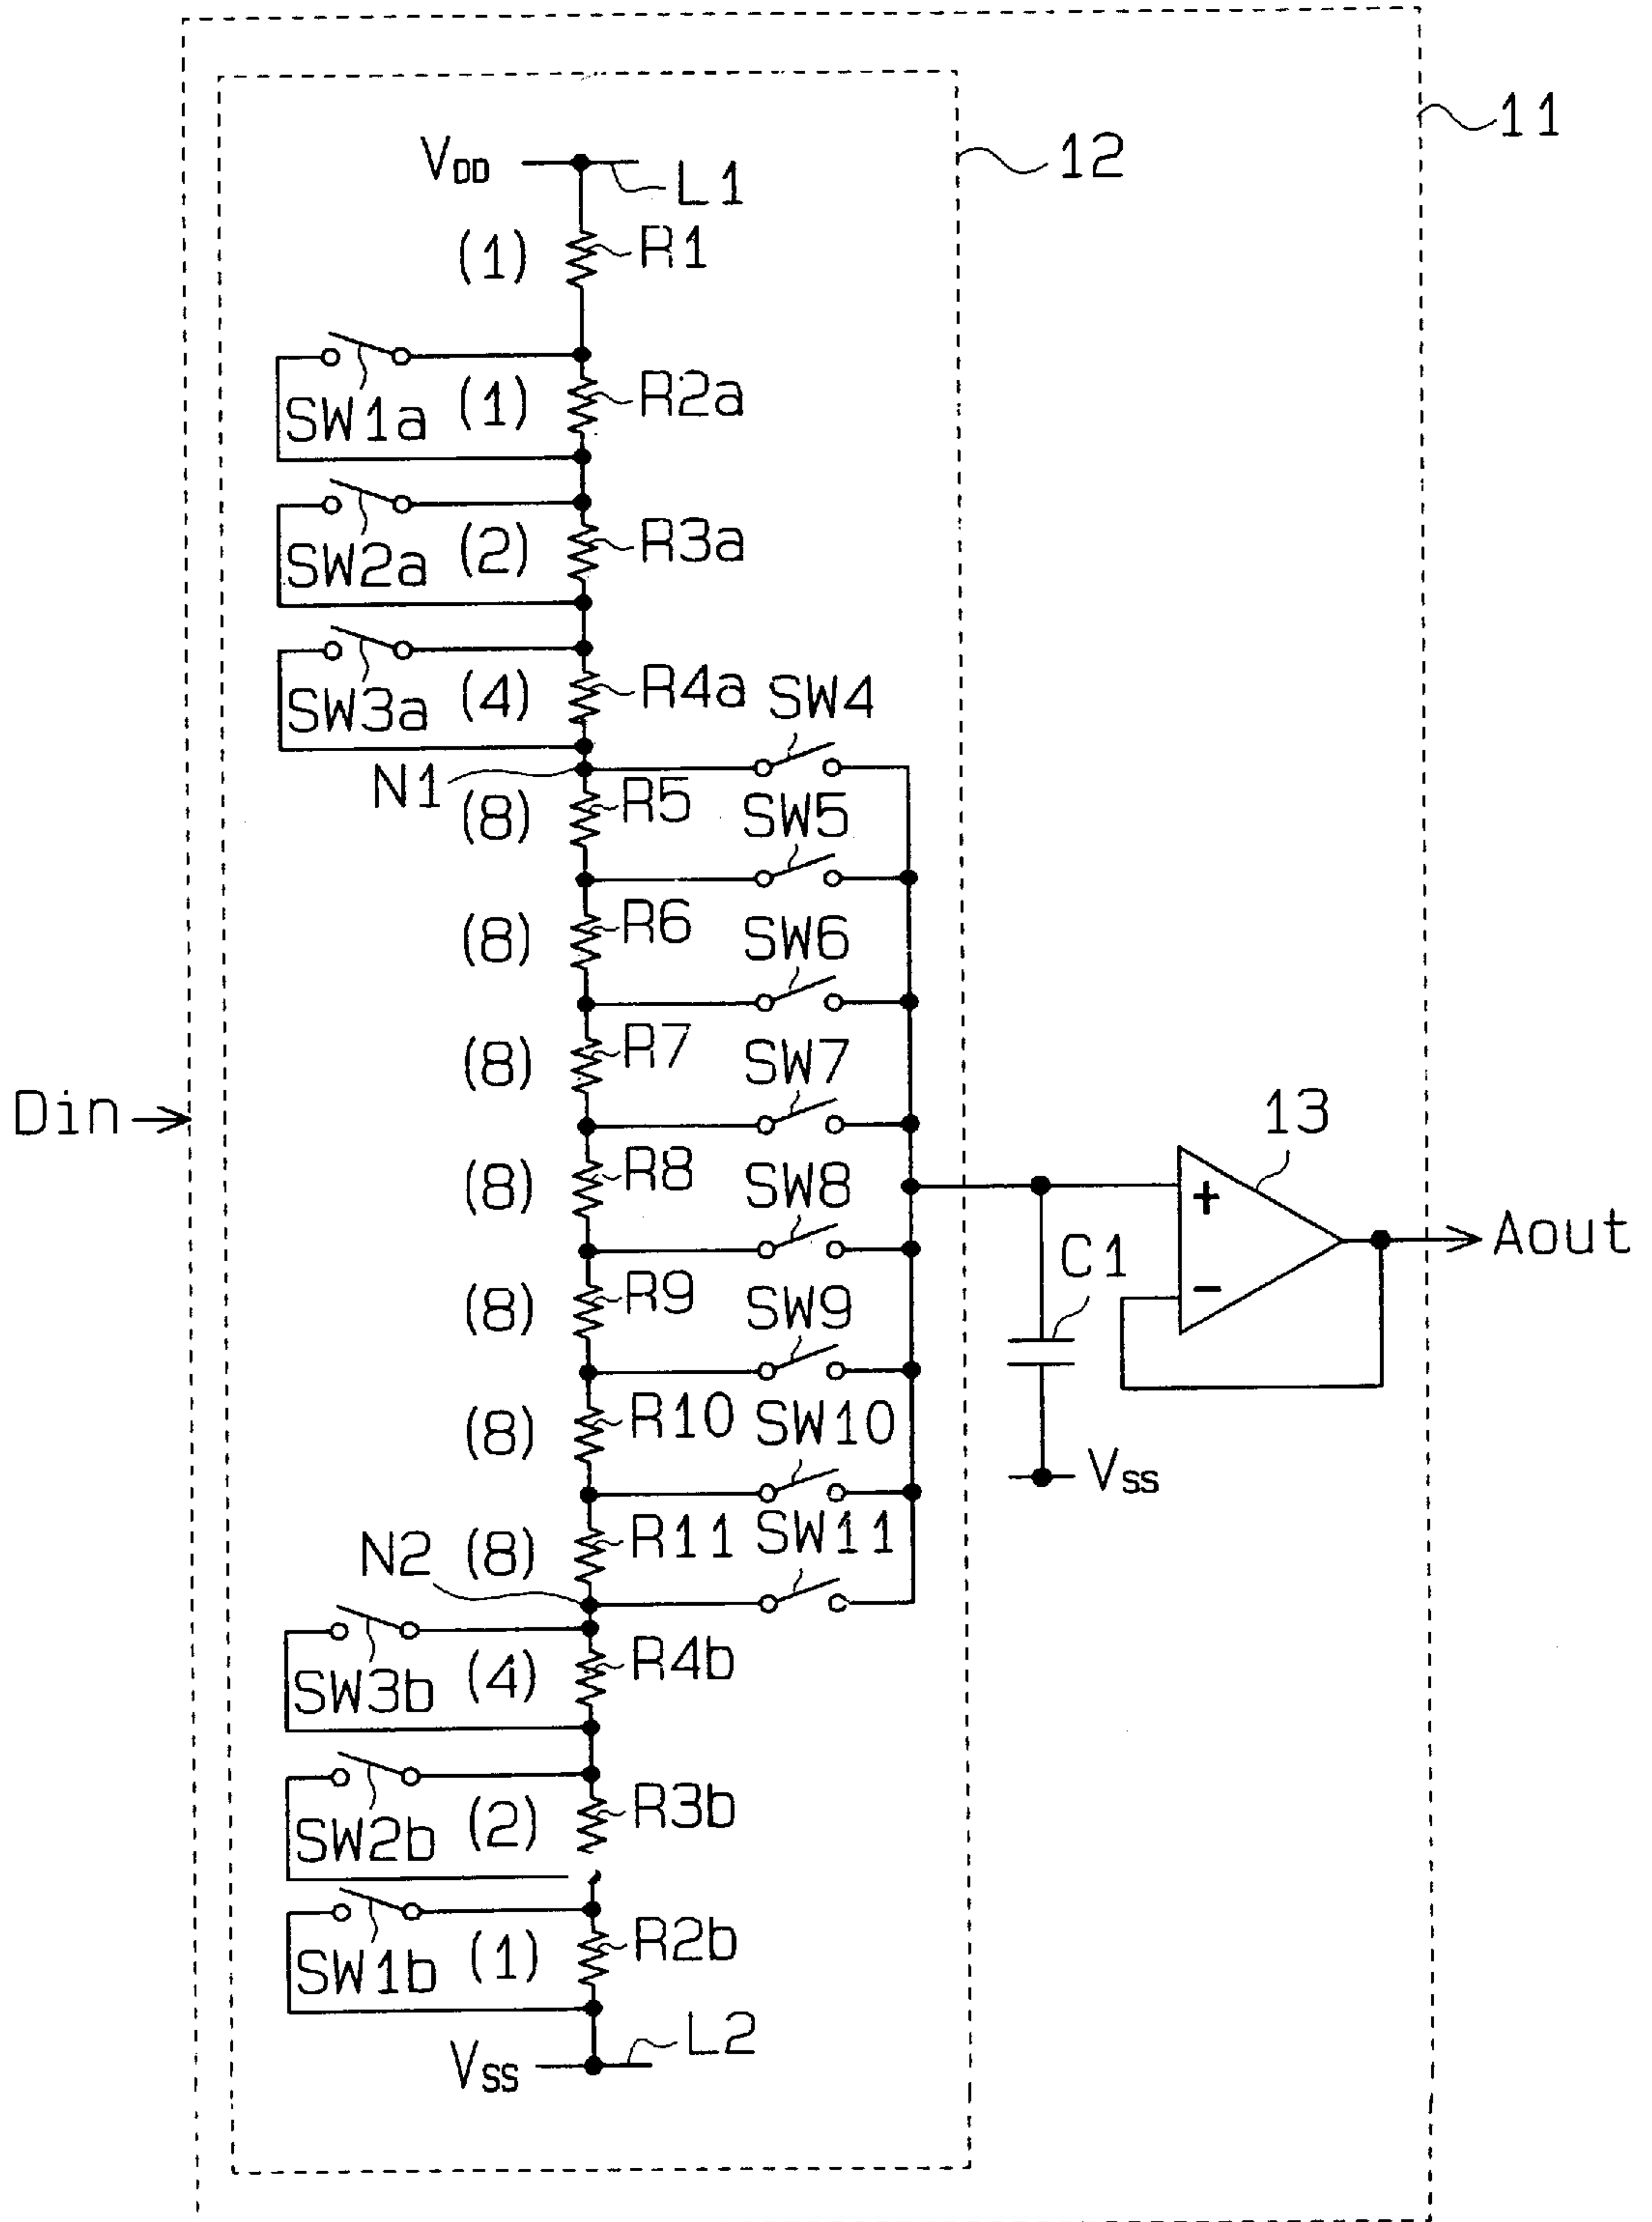 11
12
VDD
L1
(1)
R1
SW1a
(1)
R2a
SW2a
(2)
R3a
SW3a
(4)
R4a
SW4
N1
(8)
R5
SW5
(8)
R6
SW6
(8)
R7
SW7
Din
13
(8)
R8
SW8
Aout
+
C1
-
(8)
R9
SW9
(8)
R10
SW10
VSS
N2
(8)
R11
SW11
SW3b
(4)
R4b
SW2b
(2)
R3b
SW1b
(1)
R2b
VSS
L2